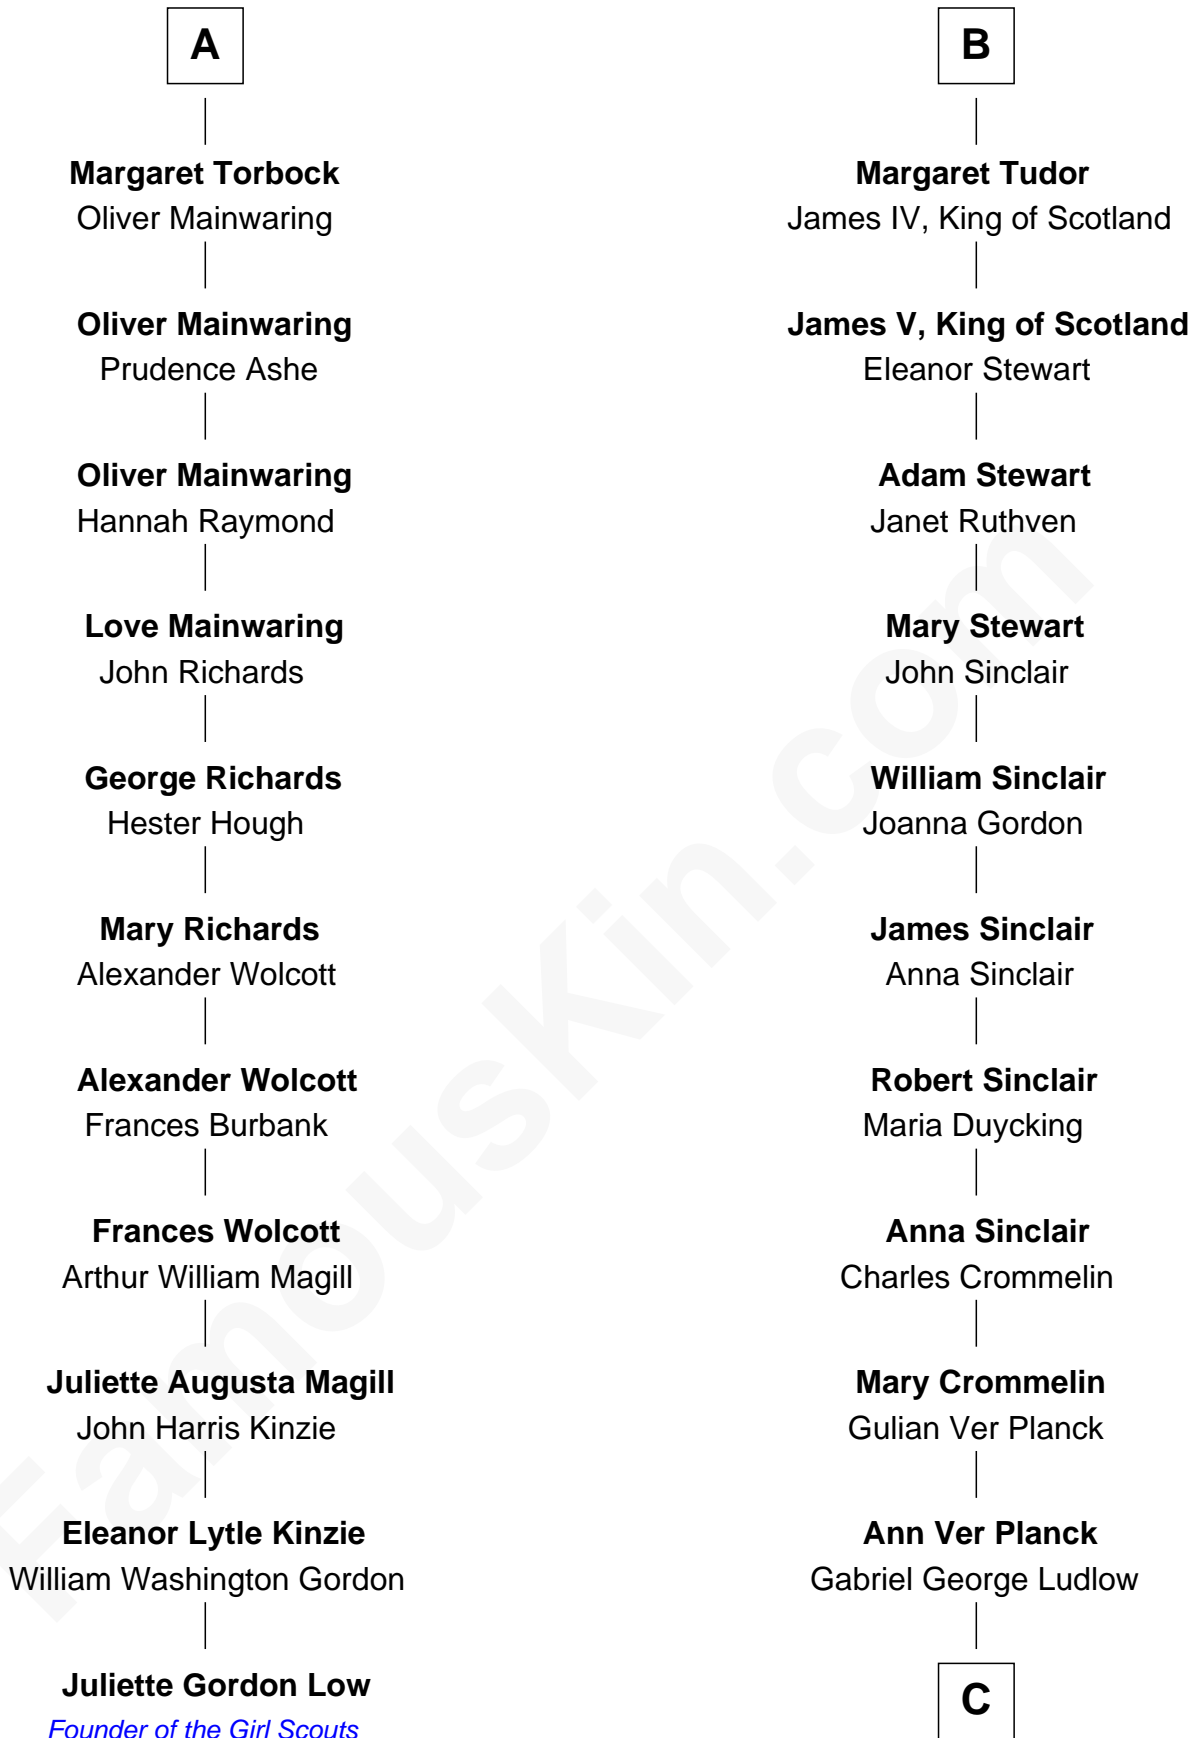 A
Margaret Torbock
Oliver Mainwaring
Oliver Mainwaring
Prudence Ashe
Oliver Mainwaring
Hannah Raymond
Love Mainwaring
John Richards
George Richards
Hester Hough
Mary Richards
Alexander Wolcott
Alexander Wolcott
Frances Burbank
Frances Wolcott
Arthur William Magill
Juliette Augusta Magill
John Harris Kinzie
Eleanor Lytle Kinzie
William Washington Gordon
Juliette Gordon Low
Founder of the Girl Scouts
B
Margaret Tudor
James IV, King of Scotland
James V, King of Scotland
Eleanor Stewart
Adam Stewart
Janet Ruthven
Mary Stewart
John Sinclair
William Sinclair
Joanna Gordon
James Sinclair
Anna Sinclair
Robert Sinclair
Maria Duycking
Anna Sinclair
Charles Crommelin
Mary Crommelin
Gulian Ver Planck
Ann Ver Planck
Gabriel George Ludlow
C
FamousKin.com